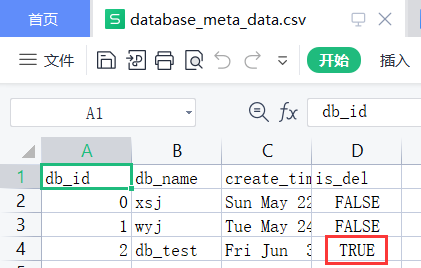 首页
S database_meta_data.csv
文件
开始 插入
A1 fx db_id
A B C D
1 db_id db_name create_tim is_del
2 0 xsj Sun May 22 FALSE
3 1 wyj Tue May 24 FALSE
4 2 db_test Fri Jun 3 TRUE